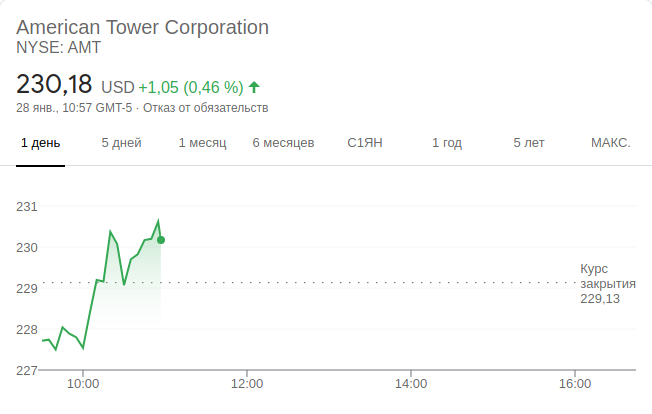 American Tower Corporation
NYSE: AMT
230,18 USD +1,05 (0,46 %)
28 янв., 10:57 GMT-5 · Отказ от обязательств
1 день 5 дней 1 месяц 6 месяцев С1ЯН 1 год 5 лет МАКС.
231
230
229
228
227
Курс
закрытия
229,13
10:00 12:00 14:00 16:00